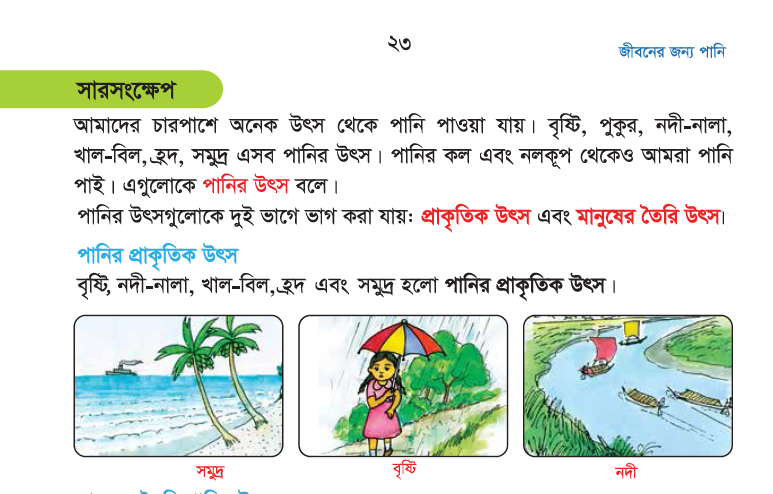 ২৩
জীবনের জন্য পানি
সারসংক্ষেপ
আমাদের চারপাশে অনেক উৎস থেকে পানি পাওয়া যায়। বৃষ্টি, পুকুর, নদী-নালা,
খাল-বিল,হ্রদ, সমুদ্র এসব পানির উৎস। পানির কল এবং নলকূপ থেকেও আমরা পানি
পাই। এগুলোকে পানির উৎস বলে।
পানির উৎসগুলোকে দুই ভাগে ভাগ করা যায়: প্রাকৃতিক উৎস এবং মানুষের তৈরি উৎস।
পানির প্রাকৃতিক উৎস
বৃষ্টি, নদী-নালা, খাল-বিল,হ্রদ এবং সমুদ্র হলো পানির প্রাকৃতিক উৎস।
সমুদ্র
বৃষ্টি
নদী